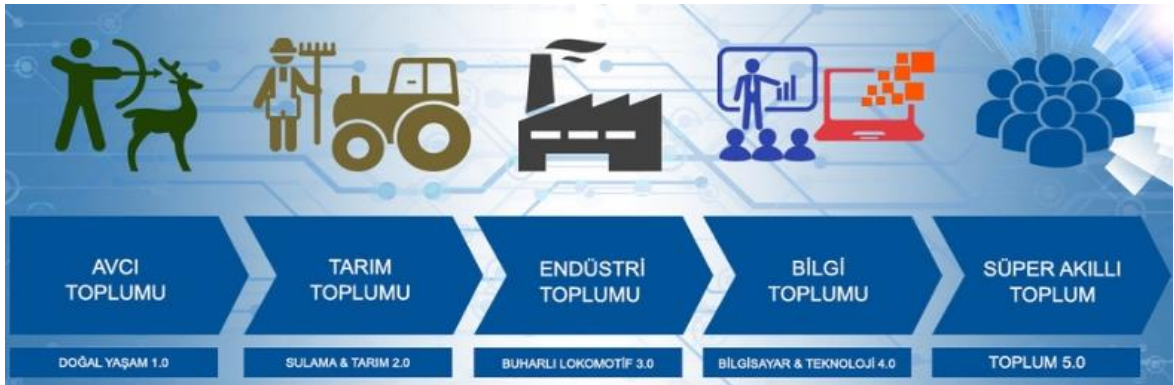 AVCI
TOPLUMU
TARIM
TOPLUMU
ENDÜSTRİ
TOPLUMU
BİLGİ
TOPLUMU
SÜPER AKILLI
TOPLUM
DOĞAL YAŞAM 1.0
SULAMA & TARIM 2.0
BUHARLI LOKOMOTİF 3.0
BİLGİSAYAR & TEKNOLOJİ 4.0
TOPLUM 5.0